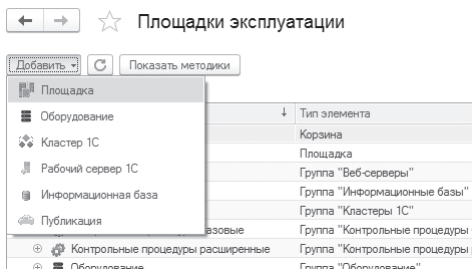 Площадки эксплуатации
Добавить
Показать методики
Площадка
Оборудование
Кластер 1С
Рабочий сервер 1С
Информационная база
Публикация
Тип элемента
Корзина
Площадка
Группа "Веб-серверы"
Группа "Информационные базы"
Группа "Кластеры 1С"
Группа "Контрольные процедуры
Контрольные процедуры расширенные Группа "Контрольные процедуры
Оборудование Группа "Оборудование"